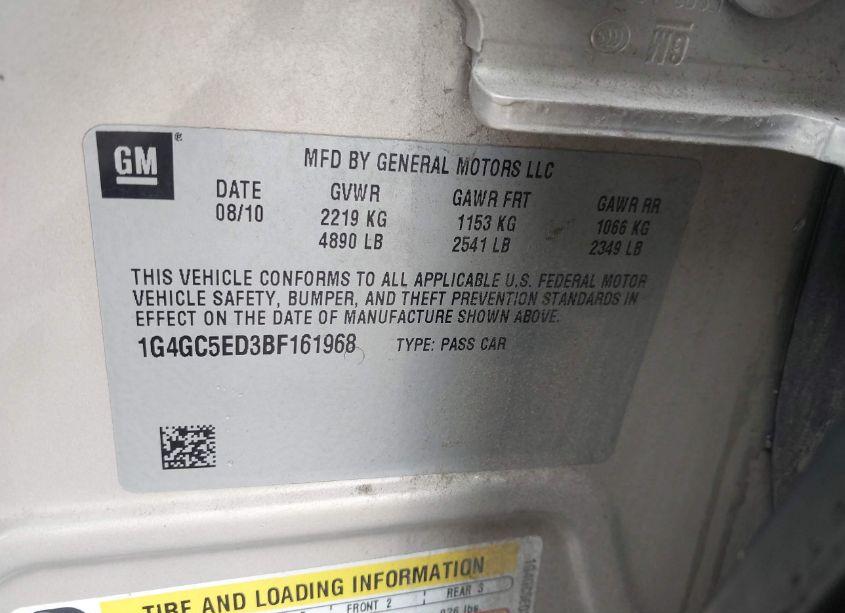 GM
GM ®
MFD BY GENERAL MOTORS LLC
DATE GVWR GAWR FRT GAWR RR
08/10 2219 KG 1153 KG 1066 KG
4890 LB 2541 LB 2349 LB
THIS VEHICLE CONFORMS TO ALL APPLICABLE U.S. FEDERAL MOTOR
VEHICLE SAFETY, BUMPER, AND THEFT PREVENTION STANDARDS IN
EFFECT ON THE DATE OF MANUFACTURE SHOWN ABOVE.
1G4GC5ED3BF161968 TYPE: PASS CAR
TIRE AND LOADING INFORMATION
FRONT 2 REAR 3